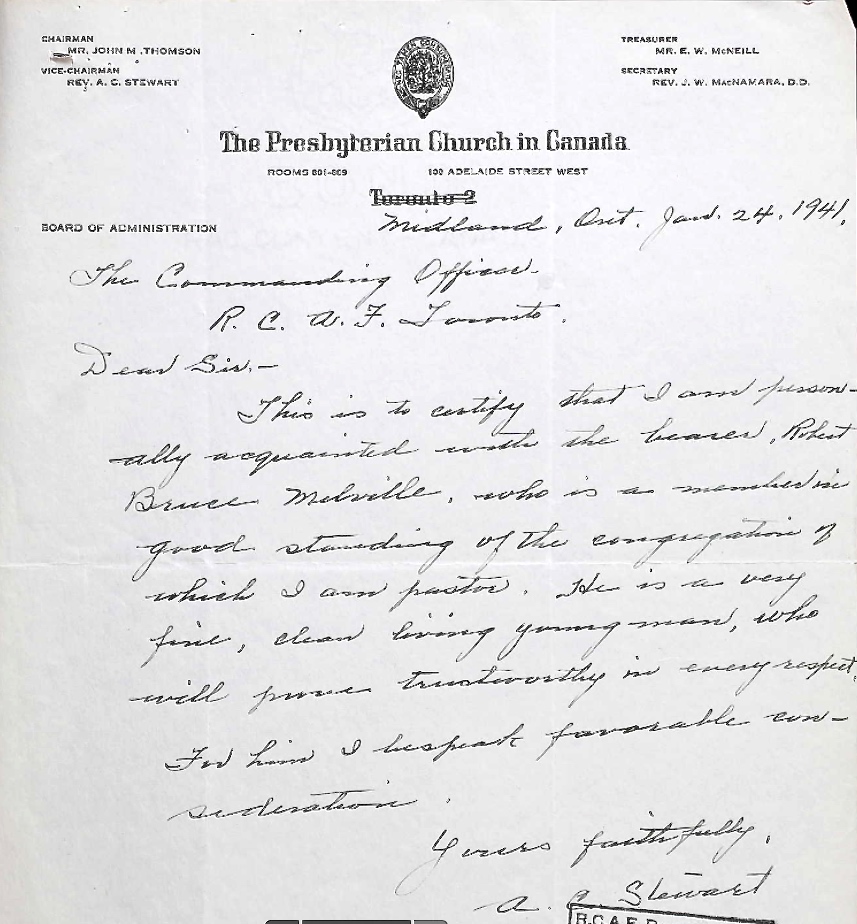 CHAIRMAN
MR. JOHN M. THOMSON
VICE-CHAIRMAN
REV. A. C. STEWART
TREASURER
MR. E. W. McNEILL
SECRETARY
REV. J. W. MacNAMARA, D.D.
The Presbyterian Church in Canada
ROOMS 801-809 100 ADELAIDE STREET WEST
Toronto 2
BOARD OF ADMINISTRATION
Midland, Ont. Jan. 24, 1941.
The Commanding Officer
R. C. A. F. Toronto.
Dear Sir,-
This is to certify that I am person-
ally acquainted with the bearer, Robert
Bruce Melville, who is a member in
good standing of the congregation of
which I am pastor. He is a very
fine, clean living young man, who
will prove trustworthy in every respect.
For him I bespeak favorable con-
sideration.
Yours faithfully,
A. C. Stewart
R.C.A.F.